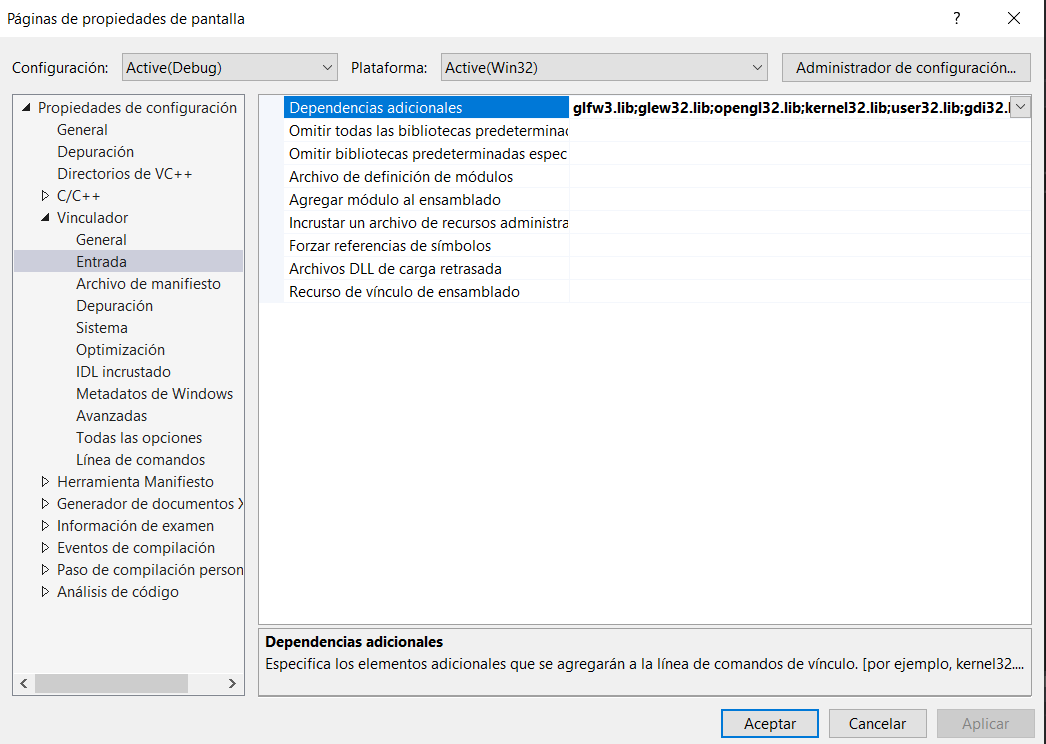 Páginas de propiedades de pantalla
?
Configuración: Active(Debug) Plataforma: Active(Win32) Administrador de configuración...
Propiedades de configuración
General
Depuración
Directorios de VC++
C/C++
Vinculador
General
Entrada
Archivo de manifiesto
Depuración
Sistema
Optimización
IDL incrustado
Metadatos de Windows
Avanzadas
Todas las opciones
Línea de comandos
Herramienta Manifiesto
Generador de documentos X
Información de examen
Eventos de compilación
Paso de compilación person
Análisis de código
Dependencias adicionales glfw3.lib;glew32.lib;opengl32.lib;kernel32.lib;user32.lib;gdi32.l
Omitir todas las bibliotecas predeterminad
Omitir bibliotecas predeterminadas espec
Archivo de definición de módulos
Agregar módulo al ensamblado
Incrustar un archivo de recursos administra
Forzar referencias de símbolos
Archivos DLL de carga retrasada
Recurso de vínculo de ensamblado
Dependencias adicionales
Especifica los elementos adicionales que se agregarán a la línea de comandos de vínculo. [por ejemplo, kernel32....
Aceptar Cancelar Aplicar